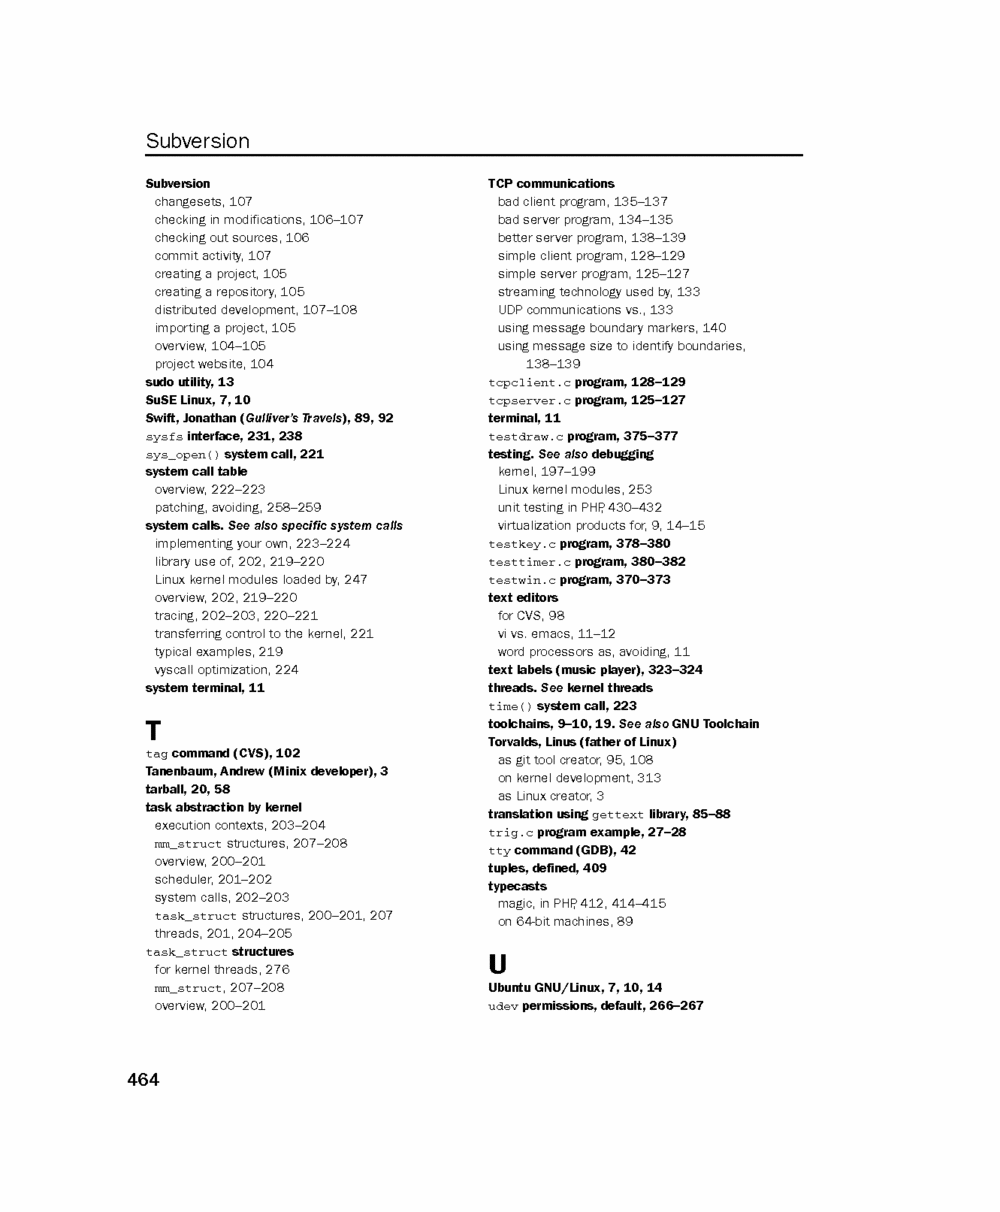 Subversion
Subversion
changesets, 107
checking in modifications, 106–107
checking out sources, 106
commit activity, 107
creating a project, 105
creating a repository, 105
distributed development, 107–108
importing a project, 105
overview, 104–105
project website, 104
sudo utility, 13
SuSE Linux, 7, 10
Swift, Jonathan (Gulliver's Travels), 89, 92
sysfs interface, 231, 238
sys_open() system call, 221
system call table
overview, 222–223
patching, avoiding, 258–259
system calls. See also specific system calls
implementing your own, 223–224
library use of, 202, 219–220
Linux kernel modules loaded by, 247
overview, 202, 219–220
tracing, 202–203, 220–221
transferring control to the kernel, 221
typical examples, 219
vyscall optimization, 224
system terminal, 11
T
tag command (CVS), 102
Tanenbaum, Andrew (Minix developer), 3
tarball, 20, 58
task abstraction by kernel
execution contexts, 203–204
mm_struct structures, 207–208
overview, 200–201
scheduler, 201–202
system calls, 202–203
task_struct structures, 200–201, 207
threads, 201, 204–205
task_struct structures
for kernel threads, 276
mm_struct, 207–208
overview, 200–201
TCP communications
bad client program, 135–137
bad server program, 134–135
better server program, 138–139
simple client program, 128–129
simple server program, 125–127
streaming technology used by, 133
UDP communications vs., 133
using message boundary markers, 140
using message size to identify boundaries,
138–139
tcpclient.c program, 128–129
tcpserver.c program, 125–127
terminal, 11
testdraw.c program, 375–377
testing. See also debugging
kernel, 197–199
Linux kernel modules, 253
unit testing in PHP, 430–432
virtualization products for, 9, 14–15
testkey.c program, 378–380
testtimer.c program, 380–382
testwin.c program, 370–373
text editors
for CVS, 98
vi vs. emacs, 11–12
word processors as, avoiding, 11
text labels (music player), 323–324
threads. See kernel threads
time() system call, 223
toolchains, 9–10, 19. See also GNU Toolchain
Torvalds, Linus (father of Linux)
as git tool creator, 95, 108
on kernel development, 313
as Linux creator, 3
translation using gettext library, 85–88
trig.c program example, 27–28
tty command (GDB), 42
tuples, defined, 409
typecasts
magic, in PHP, 412, 414–415
on 64-bit machines, 89
U
Ubuntu GNU/Linux, 7, 10, 14
udev permissions, default, 266–267
464